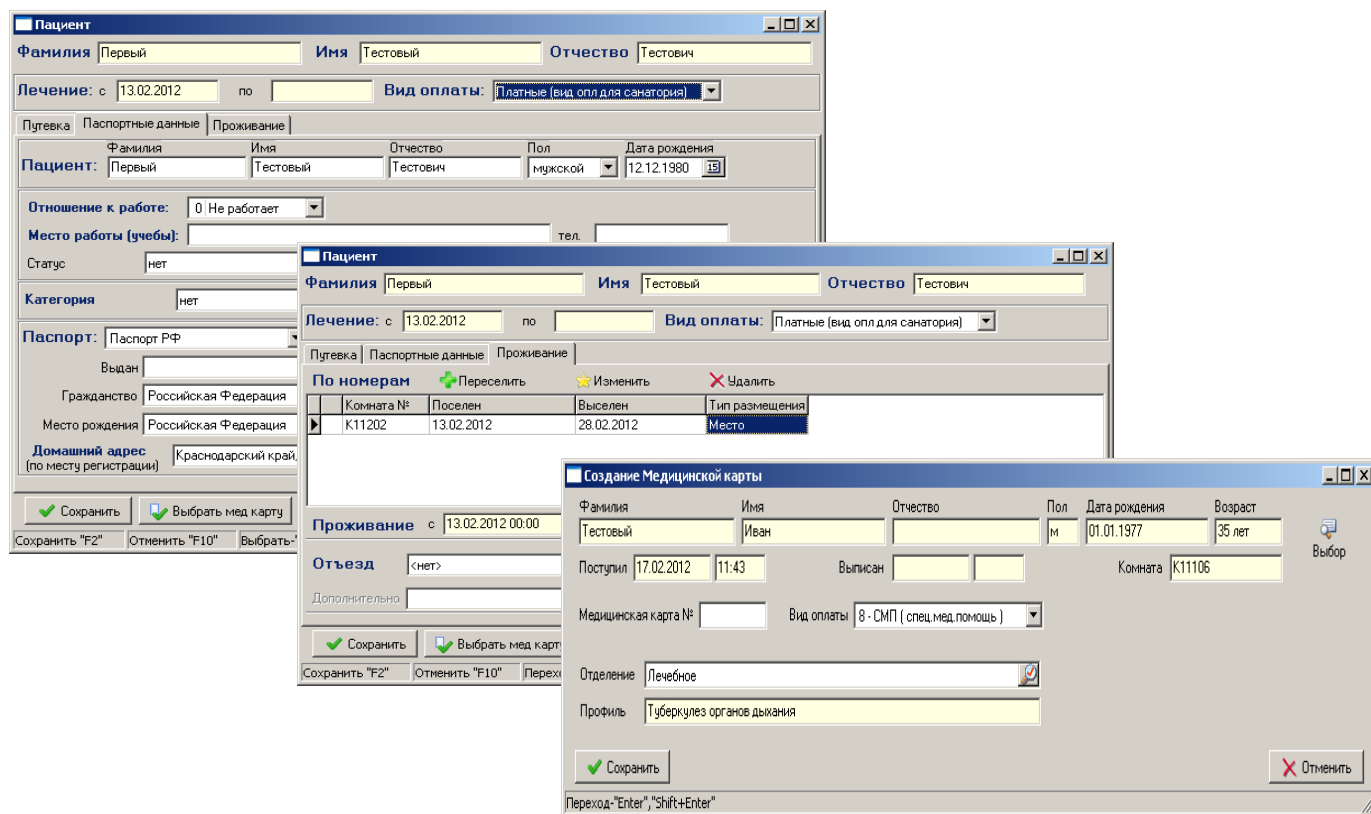 Пациент
Фамилия Первый Имя Тестовый Отчество Тестович
Лечение: с 13.02.2012 по Вид оплаты: Платные (вид опл для санатория)
Путевка Паспортные данные Проживание
Фамилия Имя Отчество Пол Дата рождения
Пациент: Первый Тестовый Тестович мужской 12.12.1980 15
Отношение к работе: 0 Не работает
Место работы (учебы): тел.
Статус нет
Категория нет
Паспорт: Паспорт РФ
Выдан
Гражданство Российская Федерация
Место рождения Российская Федерация
Домашний адрес Краснодарский край,
(по месту регистрации)
Сохранить Выбрать мед карту
Сохранить "F2" Отменить "F10" Выбрать-"
Пациент
Фамилия Первый Имя Тестовый Отчество Тестович
Лечение: с 13.02.2012 по Вид оплаты: Платные (вид опл для санатория)
Путевка Паспортные данные Проживание
По номерам Переселить Изменить Удалить
Комната № Поселен Выселен Тип размещения
К11202 13.02.2012 28.02.2012 Место
Проживание с 13.02.2012 00:00
Отъезд <нет>
Дополнительно
Сохранить Выбрать мед карт
Сохранить "F2" Отменить "F10" Перехо
Создание Медицинской карты
Фамилия Имя Отчество Пол Дата рождения Возраст
Тестовый Иван м 01.01.1977 35 лет
Выбор
Поступил 17.02.2012 11:43 Выписан Комната К11106
Медицинская карта № Вид оплаты 8 - СМП ( спец.мед.помощь )
Отделение Лечебное
Профиль Туберкулез органов дыхания
Сохранить Отменить
Переход-"Enter","Shift+Enter"